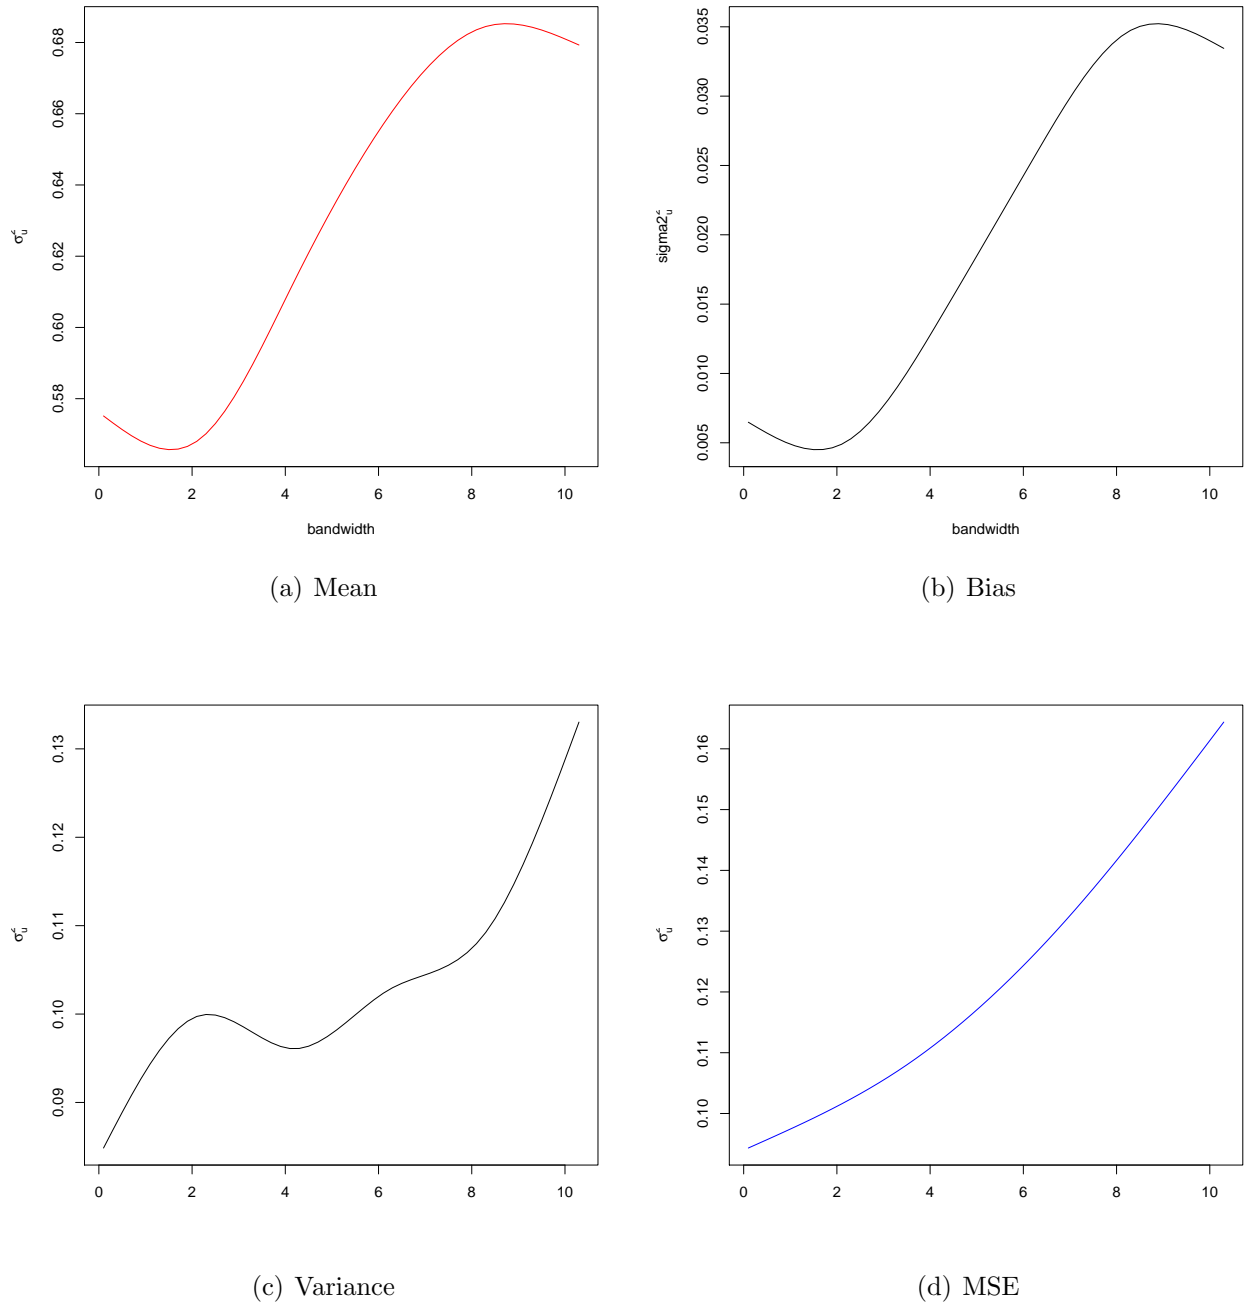 σ²ᵤ
0.68
0.66
0.64
0.62
0.60
0.58
0 2 4 6 8 10
bandwidth
(a) Mean
sigma2²ᵤ
0.035
0.030
0.025
0.020
0.015
0.010
0.005
0 2 4 6 8 10
bandwidth
(b) Bias
σ²ᵤ
0.13
0.12
0.11
0.10
0.09
0 2 4 6 8 10
(c) Variance
σ²ᵤ
0.16
0.15
0.14
0.13
0.12
0.11
0.10
0 2 4 6 8 10
(d) MSE